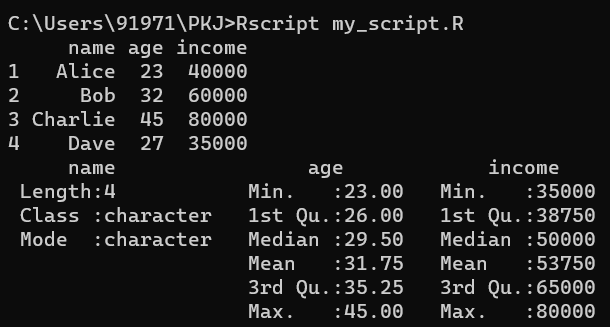 C:\Users\91971\PKJ>Rscript my_script.R
     name age income
1   Alice  23  40000
2     Bob  32  60000
3 Charlie  45  80000
4    Dave  27  35000
     name                age            income
 Length:4           Min.   :23.00   Min.   :35000
 Class :character   1st Qu.:26.00   1st Qu.:38750
 Mode  :character   Median :29.50   Median :50000
                    Mean   :31.75   Mean   :53750
                    3rd Qu.:35.25   3rd Qu.:65000
                    Max.   :45.00   Max.   :80000